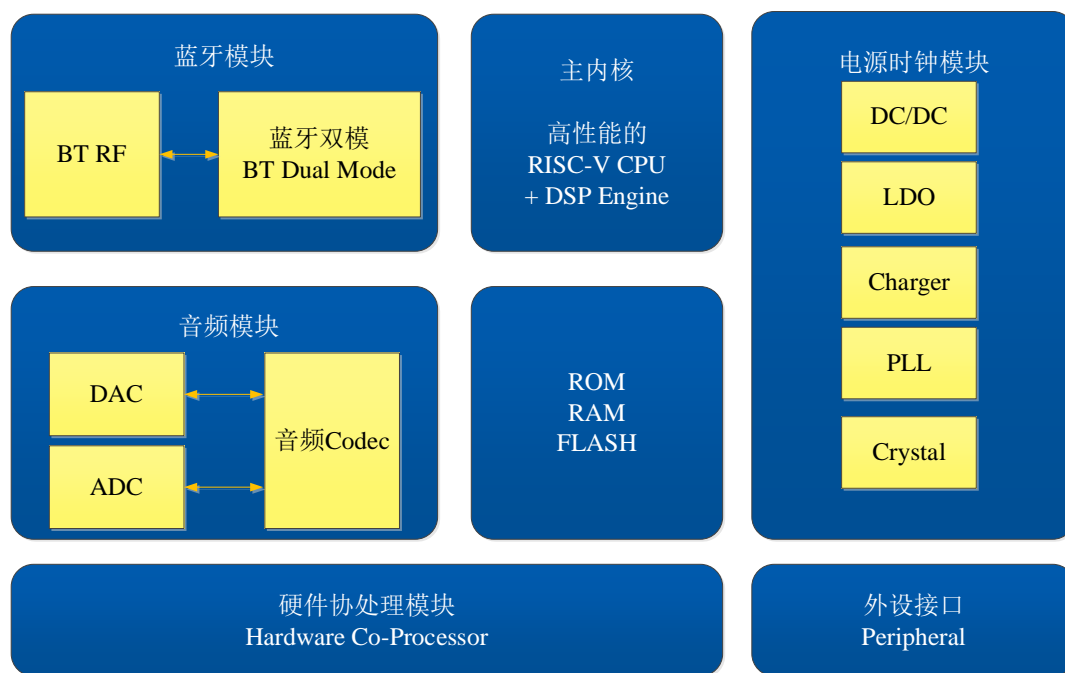 蓝牙模块
BT RF
蓝牙双模
BT Dual Mode
主内核
高性能的
RISC-V CPU
+ DSP Engine
电源时钟模块
DC/DC
LDO
Charger
PLL
Crystal
音频模块
DAC
ADC
音频Codec
ROM
RAM
FLASH
硬件协处理模块
Hardware Co-Processor
外设接口
Peripheral